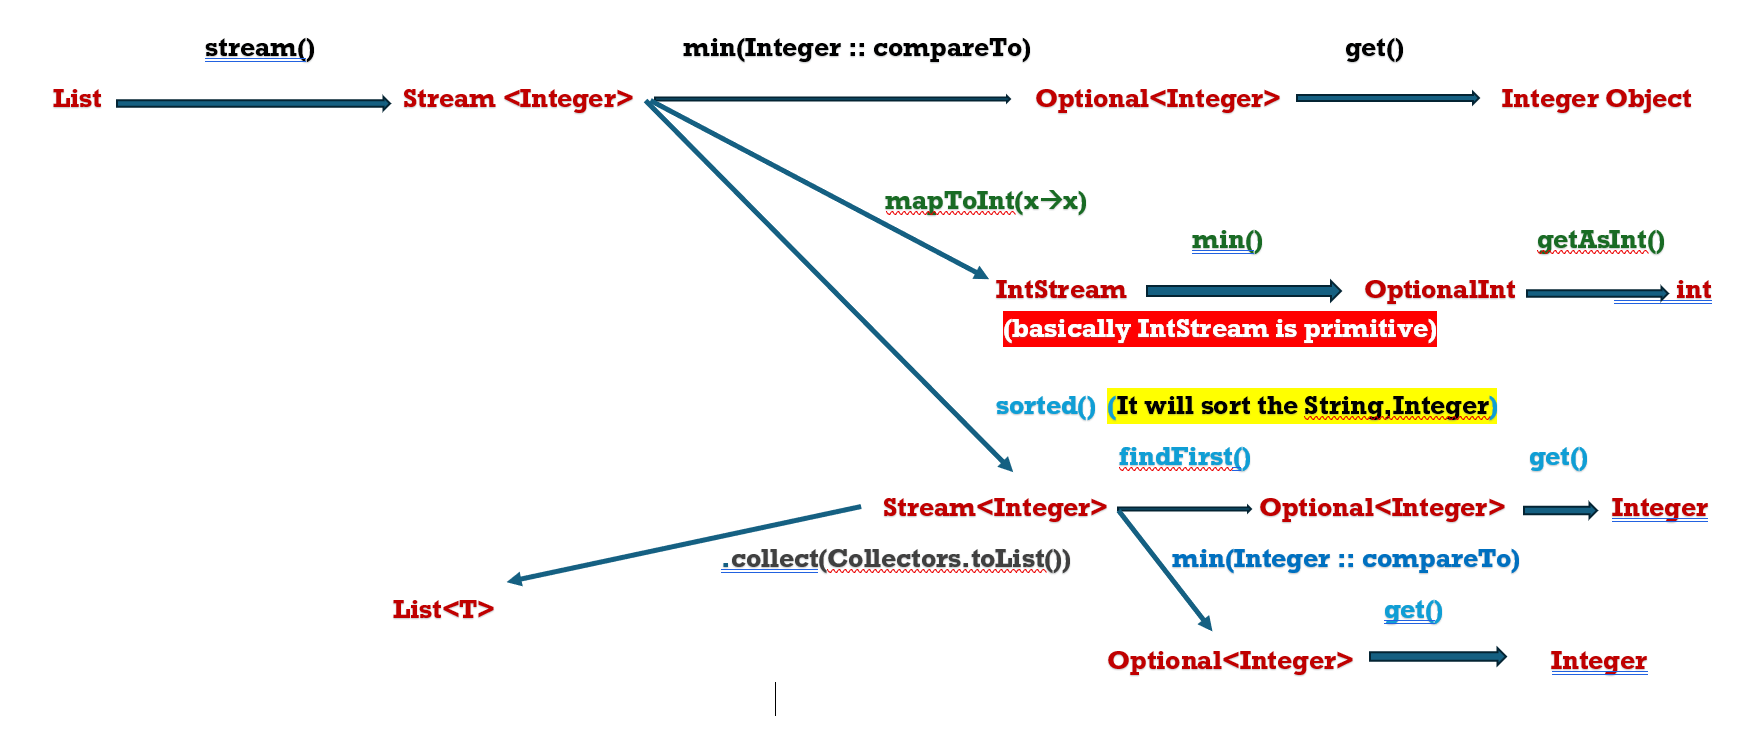 stream() min(Integer :: compareTo) get()
List Stream <Integer> Optional<Integer> Integer Object
mapToInt(x→x)
min() getAsInt()
IntStream OptionalInt int
(basically IntStream is primitive)
sorted() (It will sort the String,Integer)
findFirst() get()
Stream<Integer> Optional<Integer> Integer
.collect(Collectors.toList()) min(Integer :: compareTo)
List<T> get()
Optional<Integer> Integer